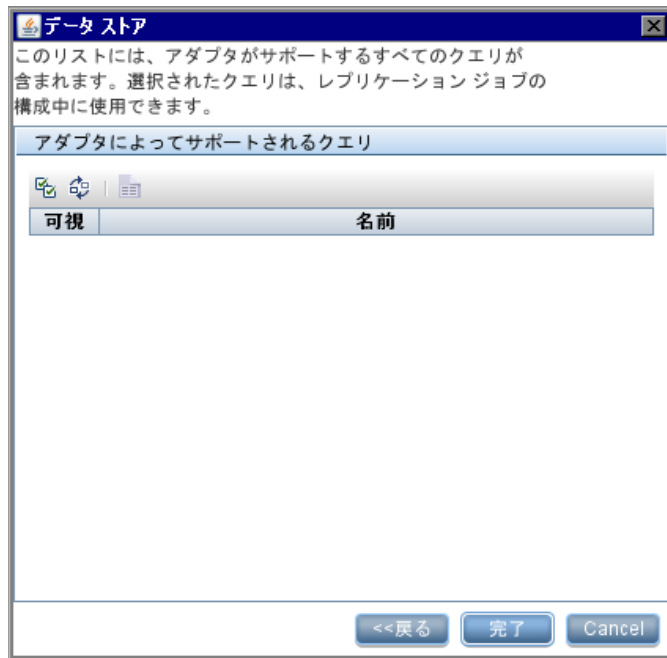 データ ストア
このリストには、アダプタがサポートするすべてのクエリが
含まれます。選択されたクエリは、レプリケーション ジョブの
構成中に使用できます。
アダプタによってサポートされるクエリ
可視 名前
<<戻る 完了 Cancel